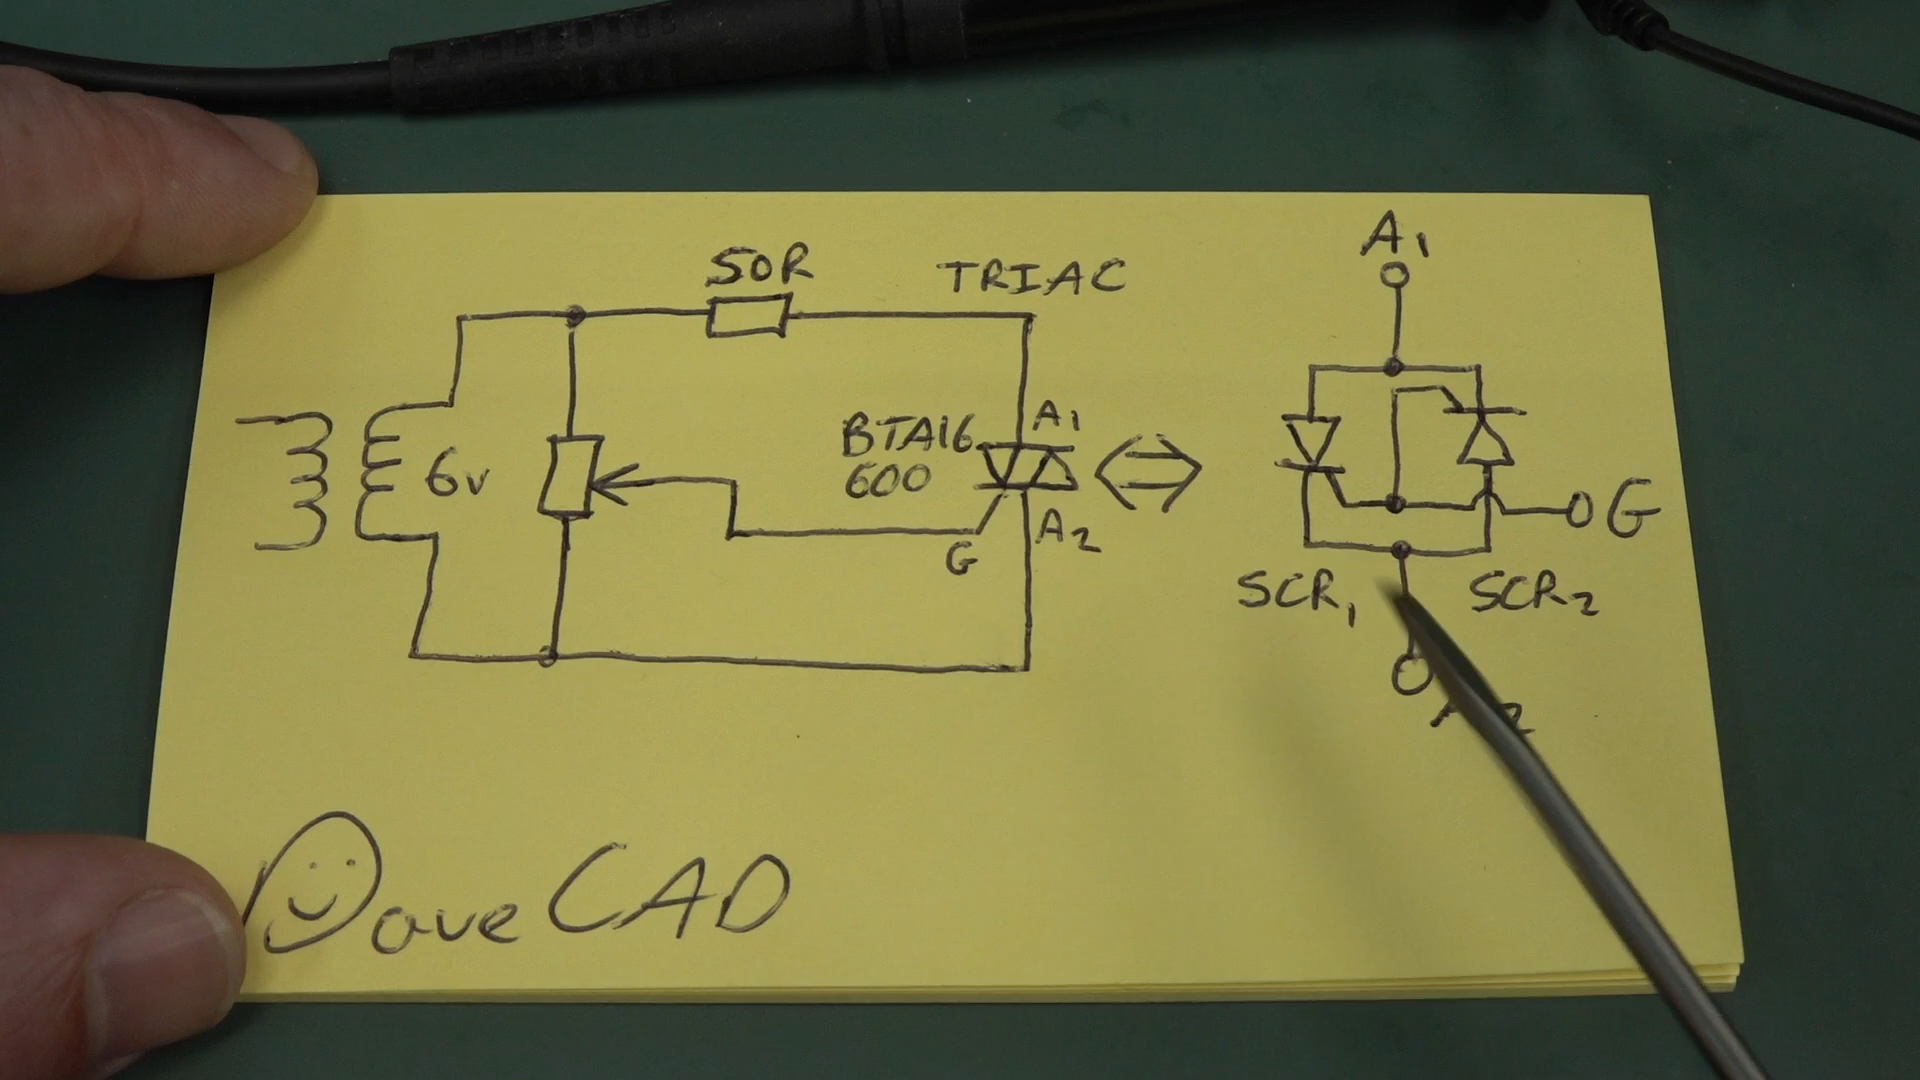 50R
TRIAC
6v
BTA16
600
A1
A2
G
A1
G
SCR1
SCR2
DaveCAD